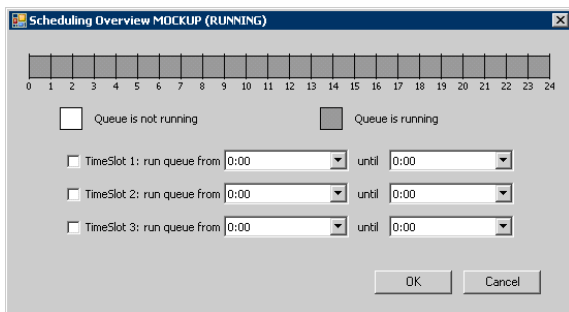 Scheduling Overview MOCKUP (RUNNING)
0 1 2 3 4 5 6 7 8 9 10 11 12 13 14 15 16 17 18 19 20 21 22 23 24
Queue is not running Queue is running
TimeSlot 1: run queue from 0:00 until 0:00
TimeSlot 2: run queue from 0:00 until 0:00
TimeSlot 3: run queue from 0:00 until 0:00
OK Cancel